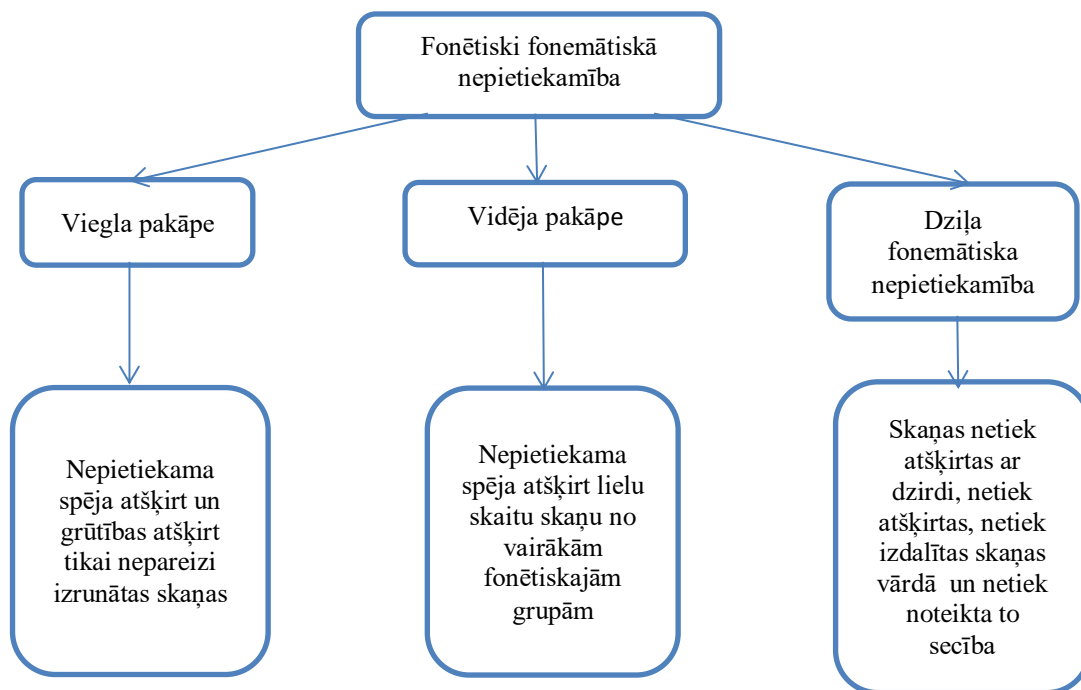 Fonētiski fonemātiskā
nepietiekamība
Viegla pakāpe
Vidēja pakāpe
Dziļa
fonemātiska
nepietiekamība
Nepietiekama
spēja atšķirt un
grūtības atšķirt
tikai nepareizi
izrunātas skaņas
Nepietiekama
spēja atšķirt lielu
skaitu skaņu no
vairākām
fonētiskajām
grupām
Skaņas netiek
atšķirtas ar
dzirdi, netiek
atšķirtas, netiek
izdalītas skaņas
vārdā un netiek
noteikta to
secība